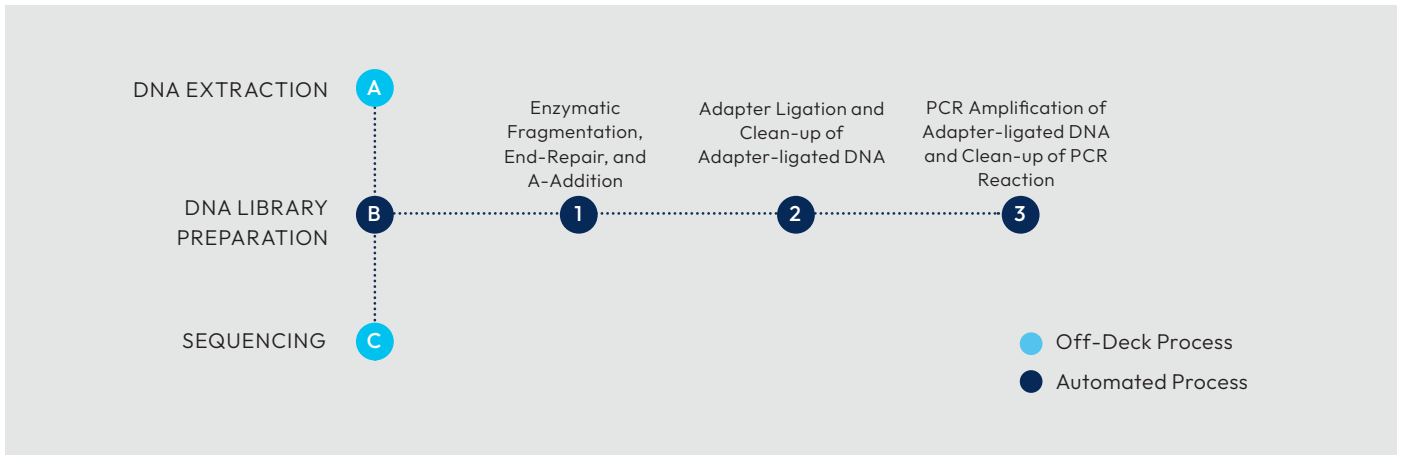 DNA EXTRACTION
A
Enzymatic
Fragmentation,
End-Repair, and
A-Addition
Adapter Ligation and
Clean-up of
Adapter-ligated DNA
PCR Amplification of
Adapter-ligated DNA
and Clean-up of PCR
Reaction
DNA LIBRARY
PREPARATION
B
1
2
3
SEQUENCING
C
Off-Deck Process
Automated Process